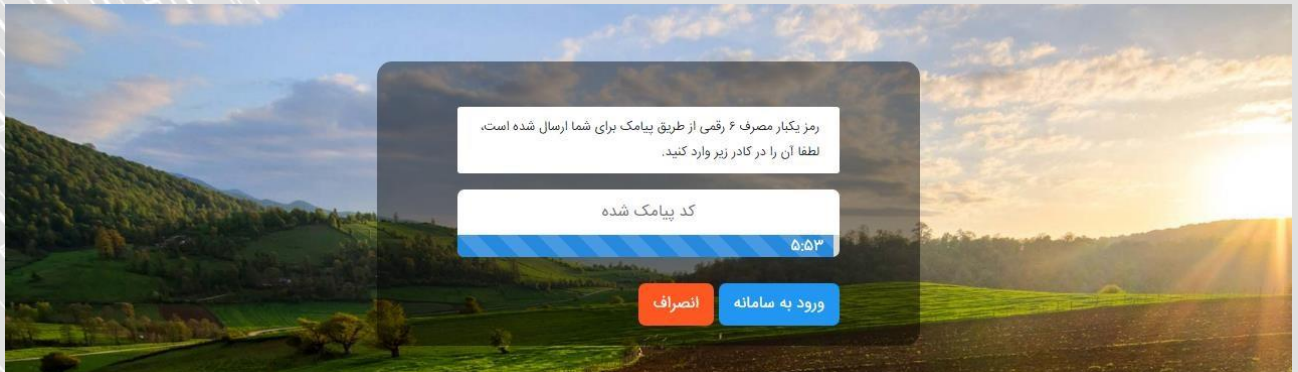 رمز یکبار مصرف ۶ رقمی از طریق پیامک برای شما ارسال شده است،
لطفا آن را در کادر زیر وارد کنید.
کد پیامک شده
۵:۵۳
ورود به سامانه انصراف